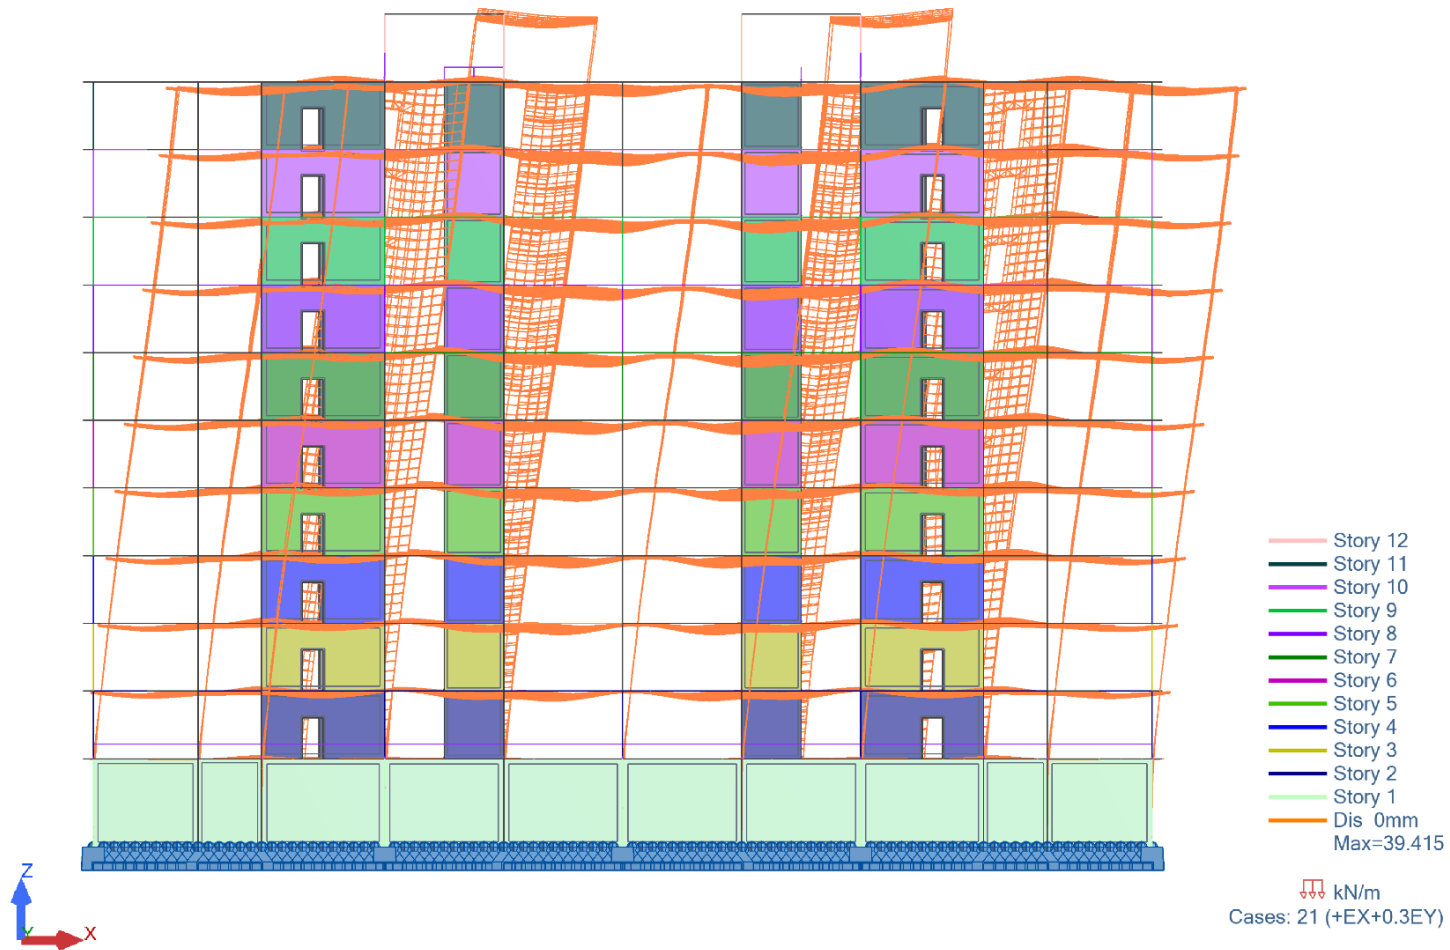 Story 12
Story 11
Story 10
Story 9
Story 8
Story 7
Story 6
Story 5
Story 4
Story 3
Story 2
Story 1
Dis 0mm
Max=39.415
kN/m
Cases: 21 (+EX+0.3EY)
Z
Y
X